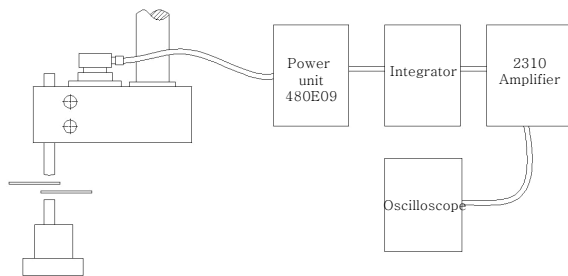 Power
unit
480E09
Integrator
2310
Amplifier
Oscilloscope